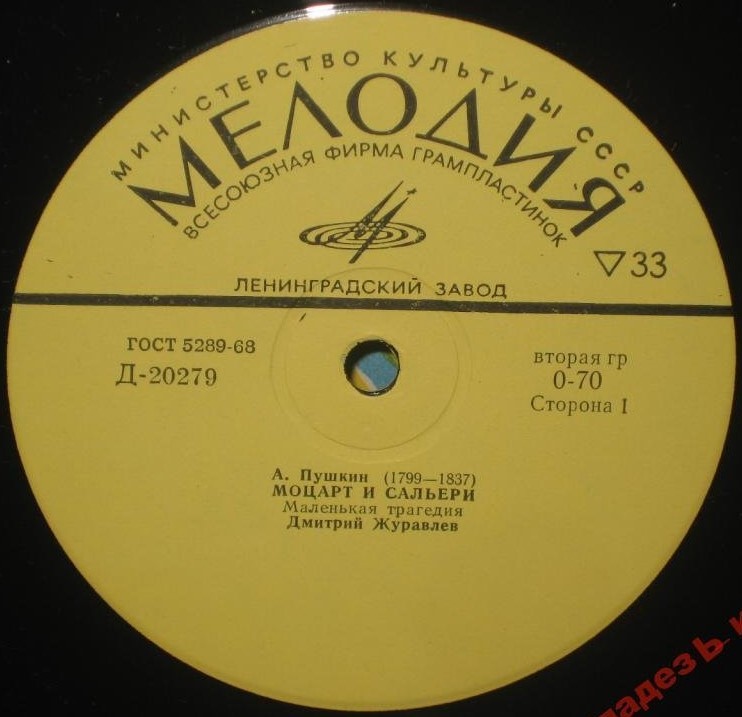 МИНИСТЕРСТВО КУЛЬТУРЫ СССР
МЕЛОДИЯ
ВСЕСОЮЗНАЯ ФИРМА ГРАМПЛАСТИНОК
▽33
ЛЕНИНГРАДСКИЙ ЗАВОД
ГОСТ 5289-68
Д-20279
вторая гр
0-70
Сторона I
А. Пушкин (1799—1837)
МОЦАРТ И САЛЬЕРИ
Маленькая трагедия
Дмитрий Журавлев